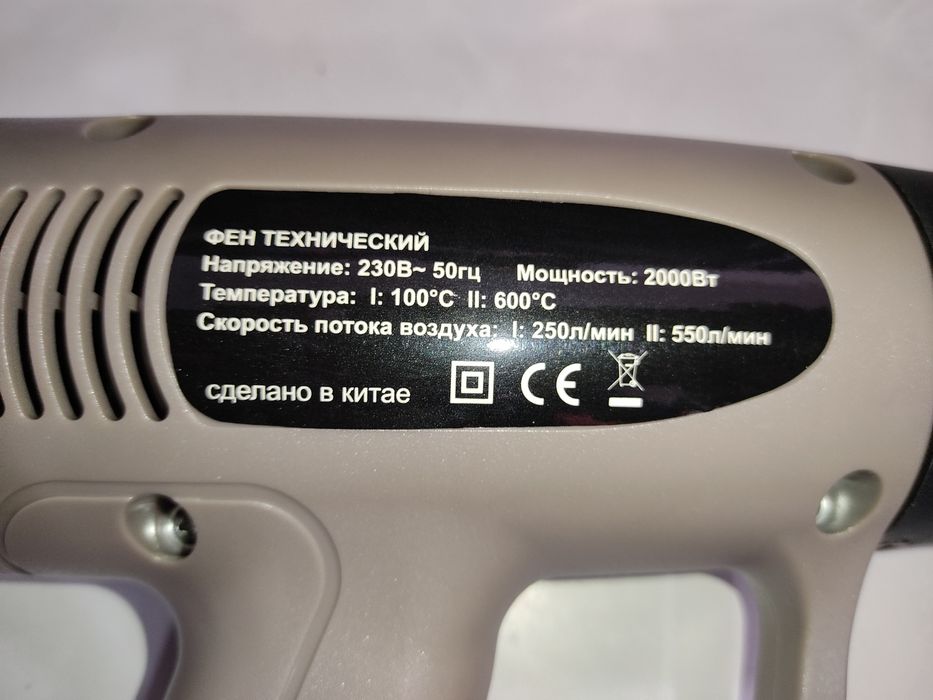 ФЕН ТЕХНИЧЕСКИЙ
Напряжение: 230В~ 50гц Мощность: 2000Вт
Температура: I: 100°С II: 600°С
Скорость потока воздуха: I: 250л/мин II: 550л/мин
сделано в китае CE